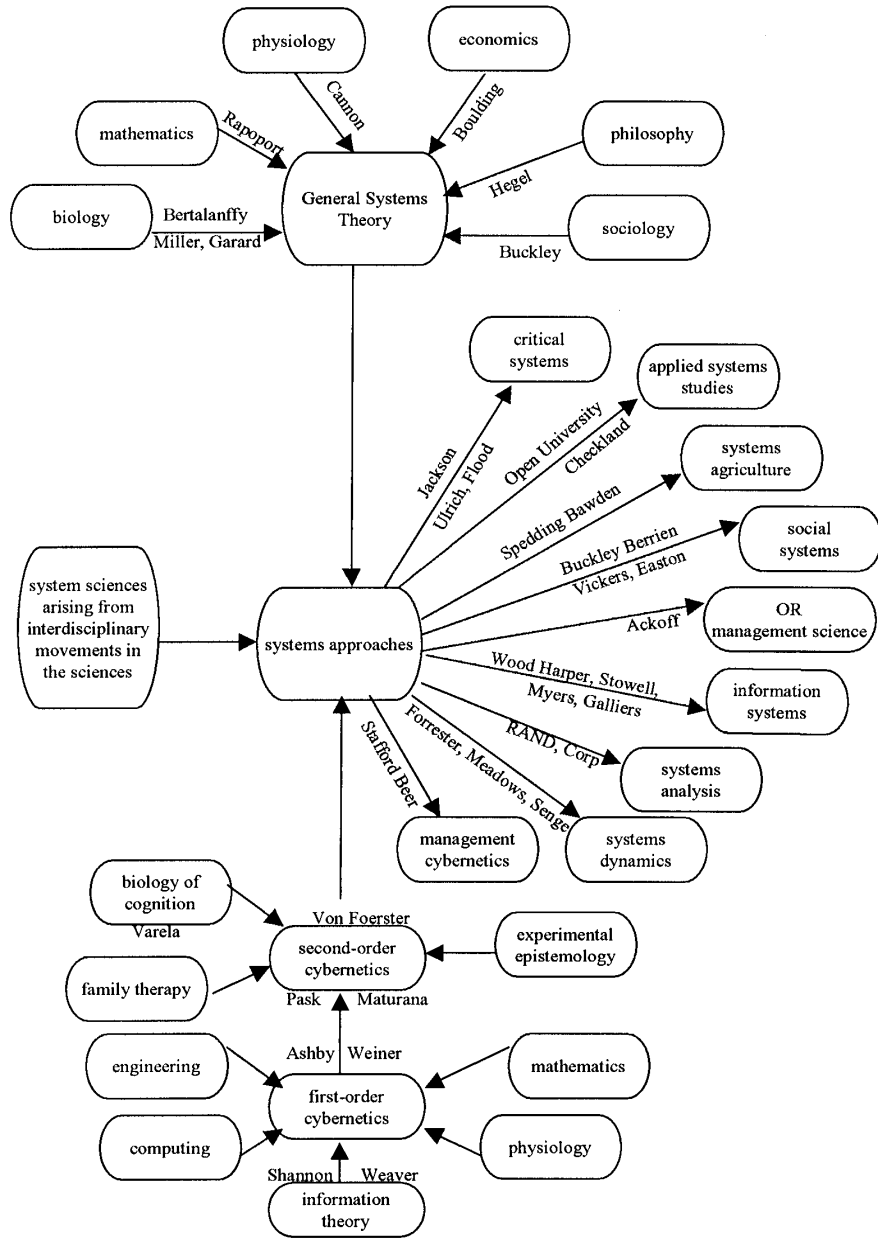 physiology
economics
Cannon
Boulding
mathematics
Rapoport
philosophy
Hegel
General Systems
Theory
biology
Bertalanffy
Miller, Garard
sociology
Buckley
critical
systems
applied systems
studies
Jackson
Ulrich, Flood
Open University
Checkland
systems
agriculture
Spedding Bawden
social
systems
Buckley Berrien
Vickers, Easton
system sciences
arising from
interdisciplinary
movements in
the sciences
systems approaches
Ackoff
OR
management science
Wood Harper, Stowell,
Myers, Galliers
information
systems
RAND, Corp
systems
analysis
Forrester, Meadows, Senge
systems
dynamics
Stafford Beer
management
cybernetics
biology of
cognition
Varela
Von Foerster
second-order
cybernetics
experimental
epistemology
family therapy
Pask
Maturana
engineering
Ashby
Weiner
mathematics
first-order
cybernetics
computing
physiology
Shannon
Weaver
information
theory